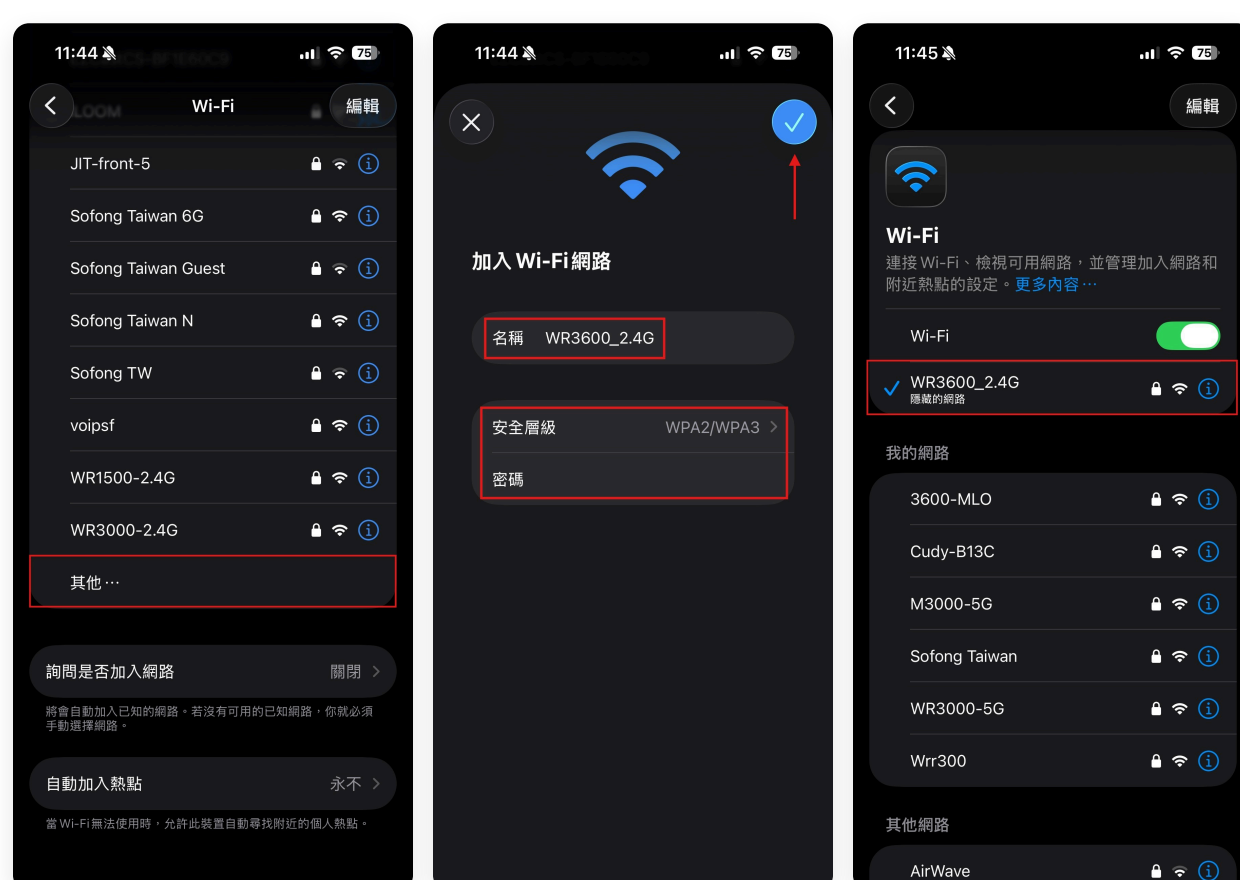 11:44
75
Wi-Fi
編輯
JIT-front-5
Sofong Taiwan 6G
Sofong Taiwan Guest
Sofong Taiwan N
Sofong TW
voipsf
WR1500-2.4G
WR3000-2.4G
其他…
詢問是否加入網路
關閉
將會自動加入已知的網路。若沒有可用的已知網路，你就必須
手動選擇網路。
自動加入熱點
永不
當 Wi-Fi 無法使用時，允許此裝置自動尋找附近的個人熱點。
11:44
75
加入 Wi-Fi 網路
名稱 WR3600_2.4G
安全層級 WPA2/WPA3
密碼
11:45
75
編輯
Wi-Fi
連接 Wi-Fi、檢視可用網路，並管理加入網路和
附近熱點的設定。更多內容…
Wi-Fi
WR3600_2.4G
隱藏的網路
我的網路
3600-MLO
Cudy-B13C
M3000-5G
Sofong Taiwan
WR3000-5G
Wrr300
其他網路
AirWave